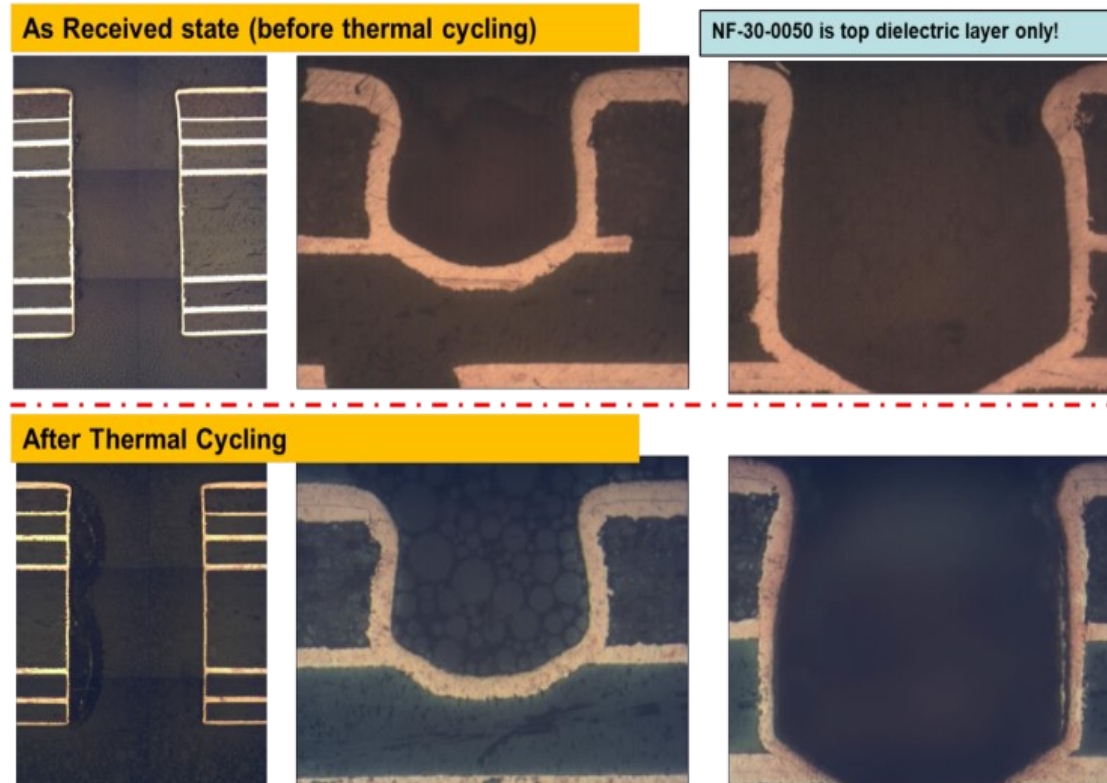 As Received state (before thermal cycling)
NF-30-0050 is top dielectric layer only!
After Thermal Cycling